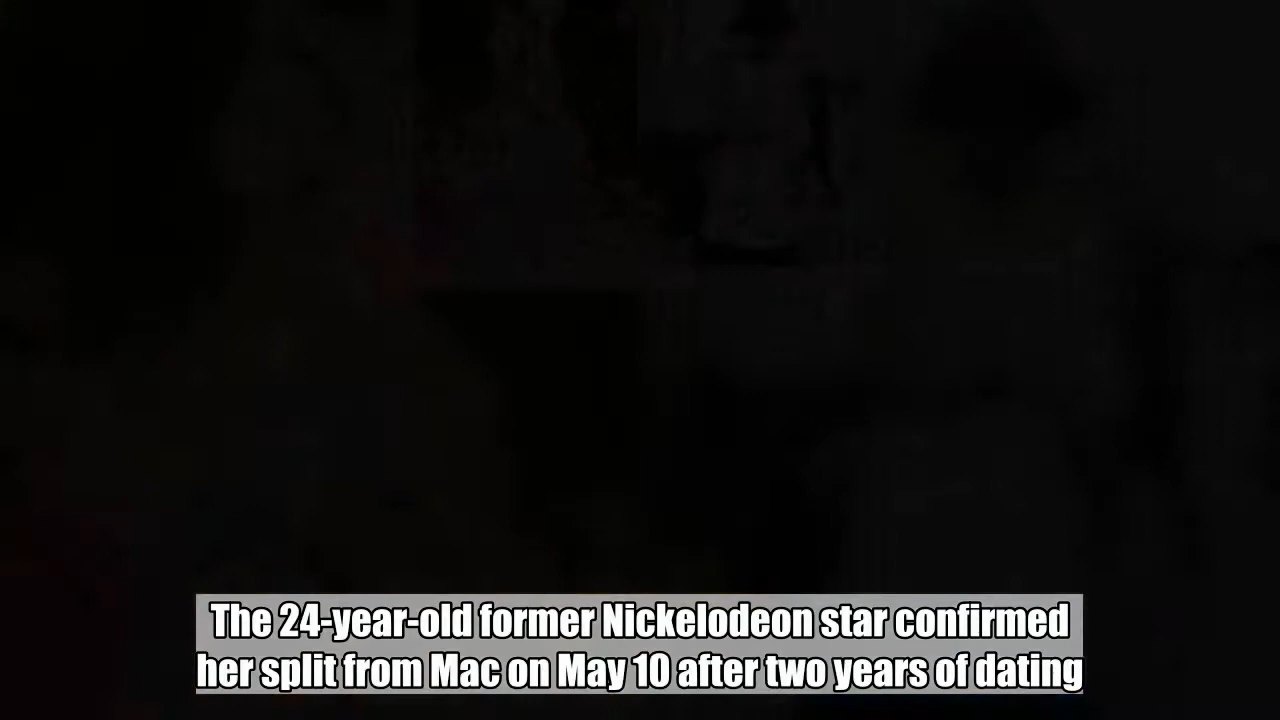 The 24-year-old former Nickelodeon star confirmed
her split from Mac on May 10 after two years of dating